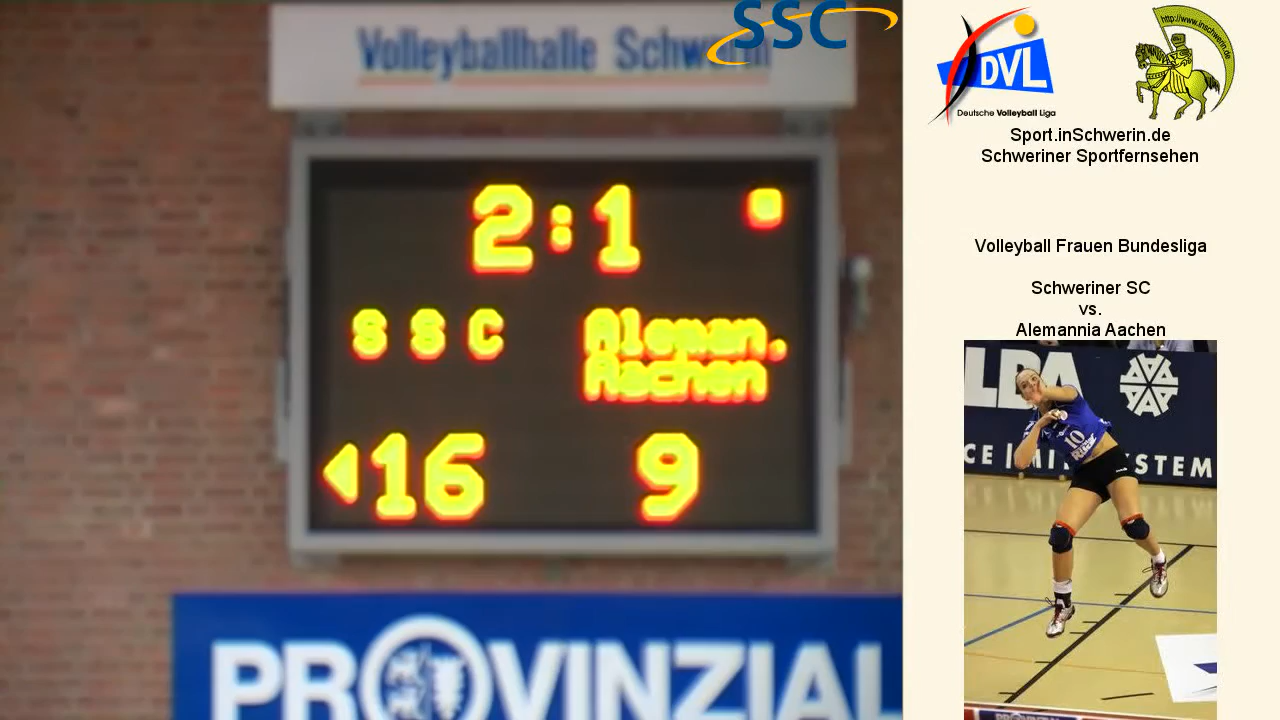 SSC
Volleyballhalle Schwerin
2:1
SSC
Aleman.
Aachen
16
9
PROVINZIAL
DVL
Deutsche Volleyball Liga
http://www.inschwerin.de
Sport.inSchwerin.de
Schweriner Sportfernsehen
Volleyball Frauen Bundesliga
Schweriner SC
vs.
Alemannia Aachen
10